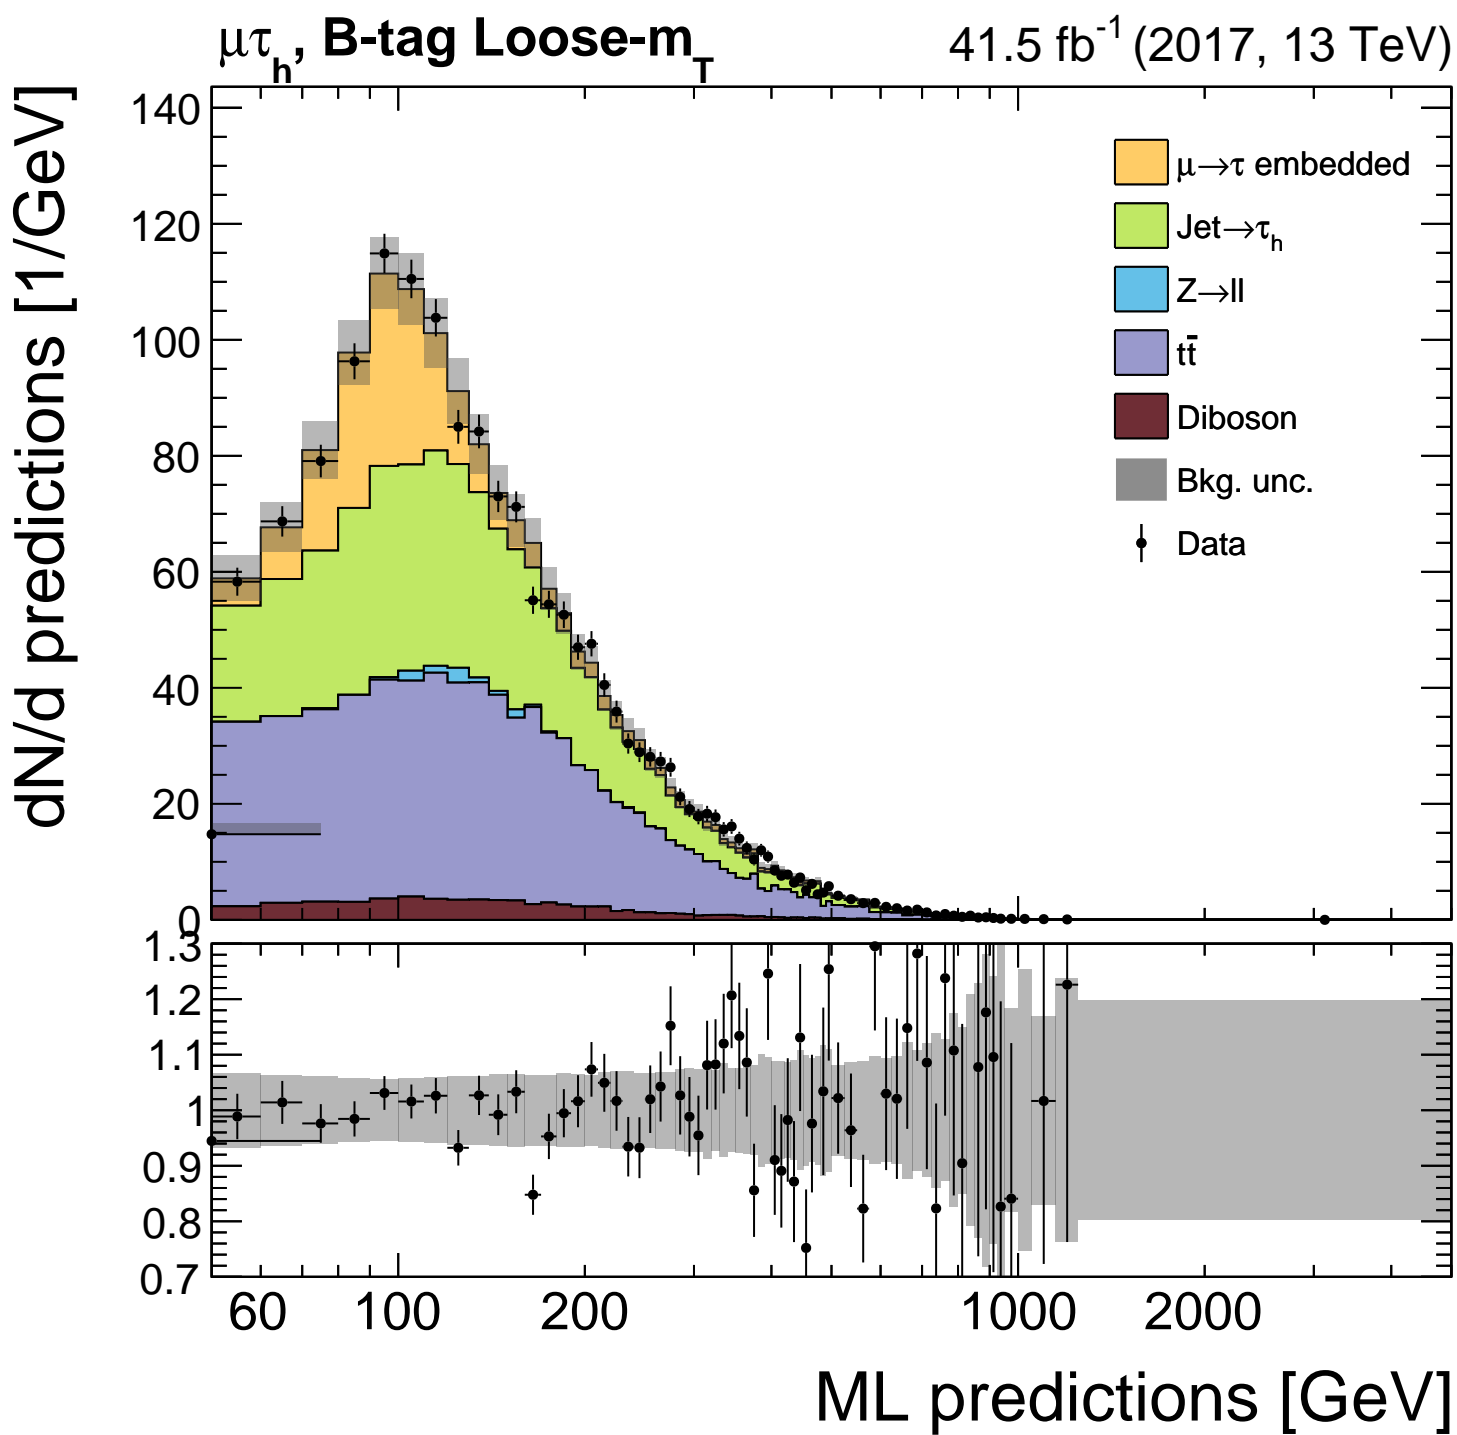 μτh, B-tag Loose-mT
41.5 fb-1 (2017, 13 TeV)
dN/d predictions [1/GeV]
140
120
100
80
60
40
20
0
μ→τ embedded
Jet→τh
Z→ll
tt̄
Diboson
Bkg. unc.
Data
1.3
1.2
1.1
1
0.9
0.8
0.7
60 100 200 1000 2000
ML predictions [GeV]